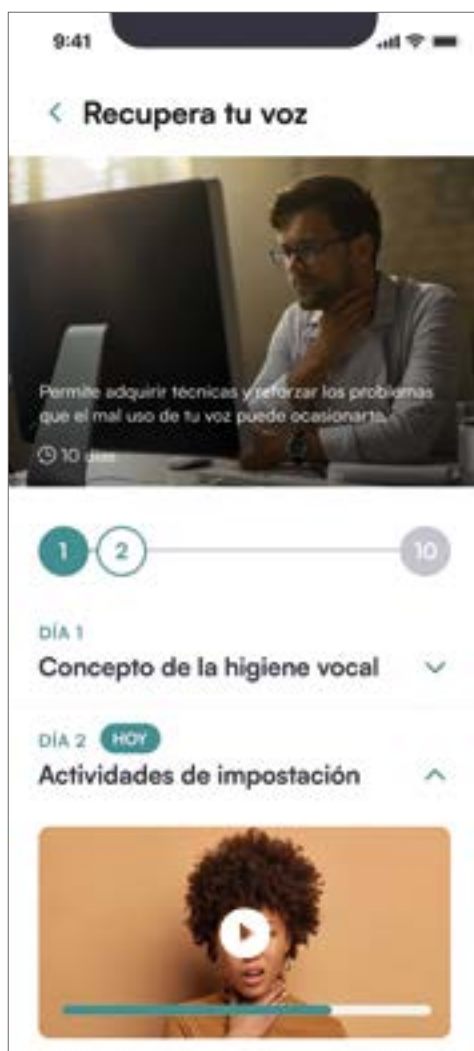 9:41
Recupera tu voz
Permite adquirir técnicas y reforzar los problemas
que el mal uso de tu voz puede ocasionarte.
10 días
1
2
10
DÍA 1
Concepto de la higiene vocal
DÍA 2 HOY
Actividades de impostación